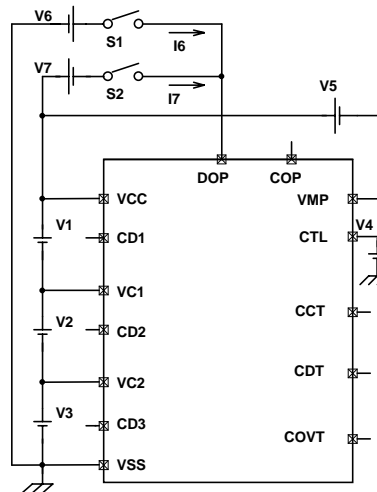 V6
S1
I6
V7
S2
I7
V5
DOP
COP
VCC
VMP
V1
CD1
CTL
V4
VC1
CCT
V2
CD2
VC2
CDT
V3
CD3
COVT
VSS